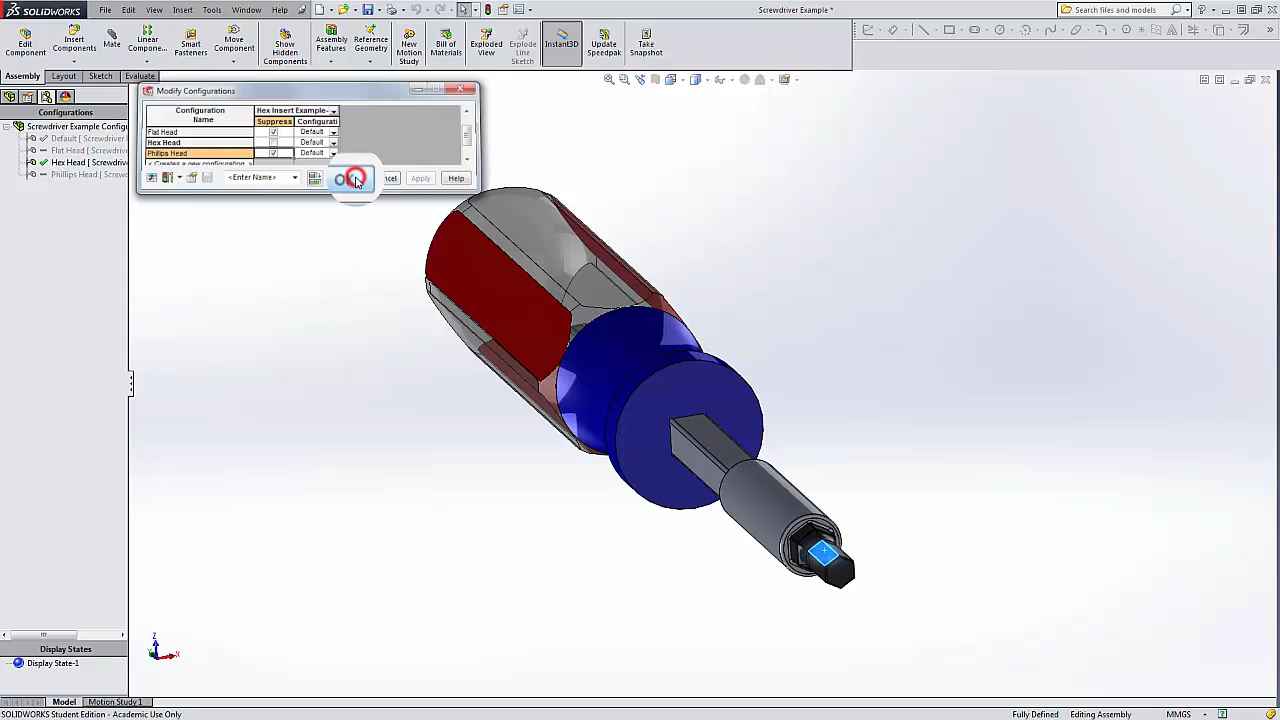 SOLIDWORKS
File
Edit
View
Insert
Tools
Window
Help
Screwdriver Example *
Search files and models
Edit Component
Insert Components
Mate
Linear Compone...
Smart Fasteners
Move Component
Show Hidden Components
Assembly Features
Reference Geometry
New Motion Study
Bill of Materials
Exploded View
Explode Line Sketch
Instant3D
Update Speedpak
Take Snapshot
Assembly
Layout
Sketch
Evaluate
Configurations
Screwdriver Example Config
Default [ Screwdriver
Flat Head [ Screwdriv
Hex Head [ Screwdriv
Phillips Head [ Screwd
Modify Configurations
Configuration Name
Hex Insert Example-
Suppress
Configurati
Flat Head
Default
Hex Head
Default
Philips Head
Default
< Creates a new configuration >
<Enter Name>
ncel
Apply
Help
Z
X
Display States
Display State-1
Model
Motion Study 1
SOLIDWORKS Student Edition - Academic Use Only
Fully Defined
Editing Assembly
MMGS